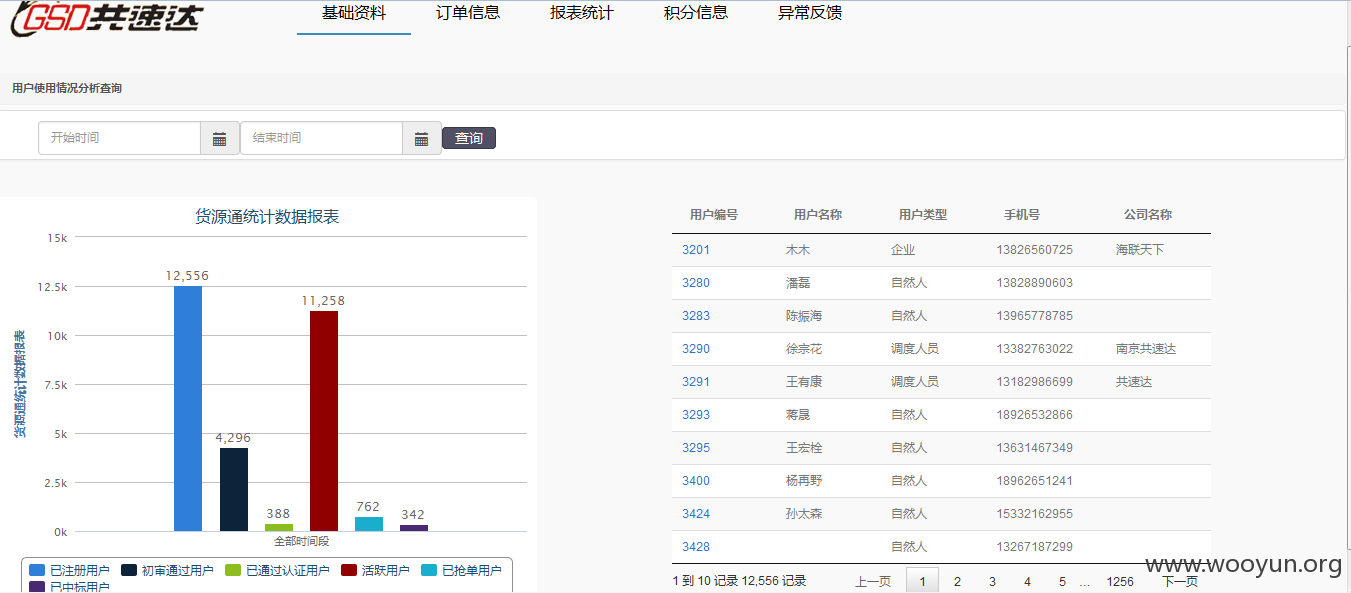 GSD共速达
基础资料 订单信息 报表统计 积分信息 异常反馈
用户使用情况分析查询
开始时间 结束时间 查询
货源通统计数据报表
货源通统计数据报表
15k
12.5k
10k
7.5k
5k
2.5k
0k
12,556
4,296
388
11,258
762
342
全部时间段
已注册用户 初审通过用户 已通过认证用户 活跃用户 已抢单用户
已中标用户
用户编号 用户名称 用户类型 手机号 公司名称
3201 木木 企业 13826560725 海联天下
3280 潘磊 自然人 13828890603
3283 陈振海 自然人 13965778785
3290 徐宗花 调度人员 13382763022 南京共速达
3291 王有康 调度人员 13182986699 共速达
3293 蒋晟 自然人 18926532866
3295 王宏栓 自然人 13631467349
3400 杨再野 自然人 18962651241
3424 孙太森 自然人 15332162955
3428 自然人 13267187299
1 到 10 记录 12,556 记录 上一页 1 2 3 4 5 ... 1256 下一页
www.wooyun.org